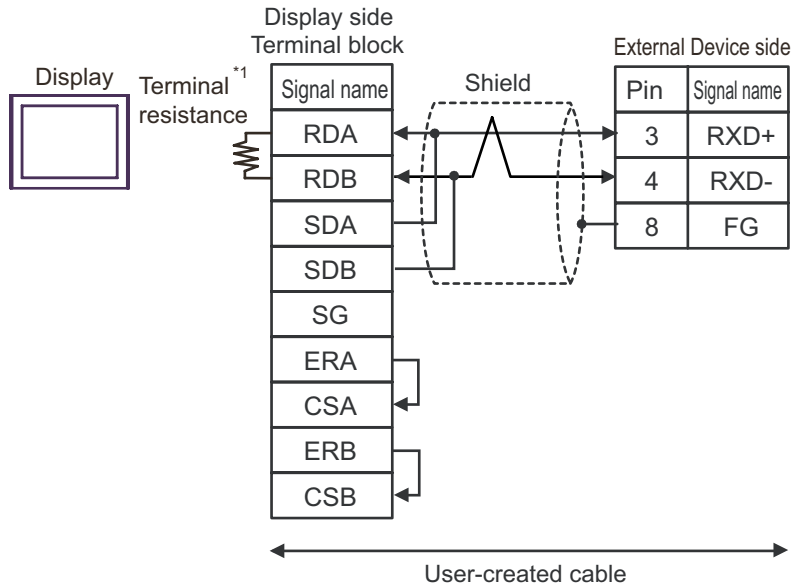 Display side
Terminal block
External Device side
Display
Terminal *1
resistance
Signal name
Shield
Pin
Signal name
RDA
3
RXD+
RDB
4
RXD-
SDA
8
FG
SDB
SG
ERA
CSA
ERB
CSB
User-created cable